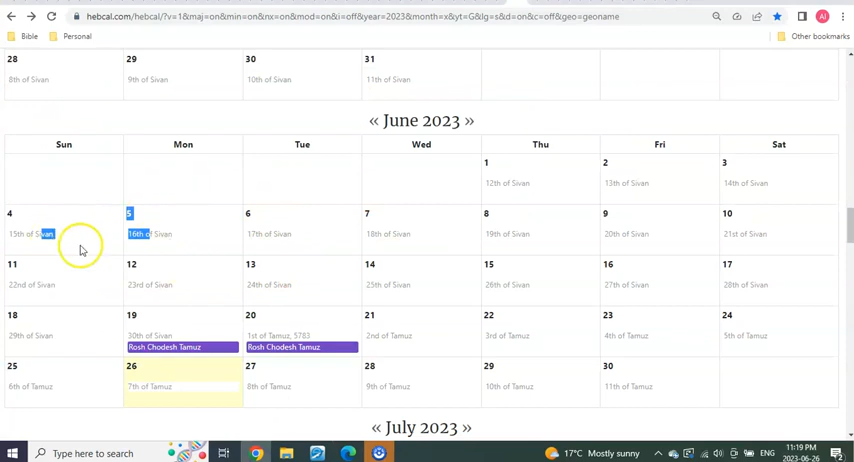 hebcal.com/hebcal/?v=1&maj=on&min=on&nx=on&mod=on&i=off&year=2023&month=x&yt=G&lg=s&d=on&c=off&geo=geoname
AI
Bible Personal Other bookmarks
28 29 30 31
8th of Sivan 9th of Sivan 10th of Sivan 11th of Sivan
« June 2023 »
Sun Mon Tue Wed Thu Fri Sat
1 2 3
12th of Sivan 13th of Sivan 14th of Sivan
4 5 6 7 8 9 10
15th of Sivan 16th of Sivan 17th of Sivan 18th of Sivan 19th of Sivan 20th of Sivan 21st of Sivan
11 12 13 14 15 16 17
22nd of Sivan 23rd of Sivan 24th of Sivan 25th of Sivan 26th of Sivan 27th of Sivan 28th of Sivan
18 19 20 21 22 23 24
29th of Sivan 30th of Sivan 1st of Tamuz, 5783 2nd of Tamuz 3rd of Tamuz 4th of Tamuz 5th of Tamuz
Rosh Chodesh Tamuz Rosh Chodesh Tamuz
25 26 27 28 29 30
6th of Tamuz 7th of Tamuz 8th of Tamuz 9th of Tamuz 10th of Tamuz 11th of Tamuz
« July 2023 »
Type here to search 17°C Mostly sunny ENG 11:19 PM
2023-06-26
2